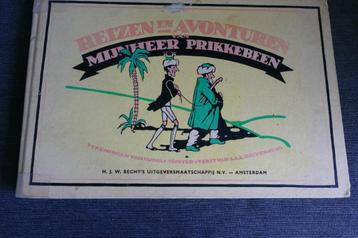 REIZEN EN AVONTUREN
VAN
MIJNHEER PRIKKEBEEN
H. J. W. BECHT'S UITGEVERSMAATSCHAPPIJ N.V. — AMSTERDAM